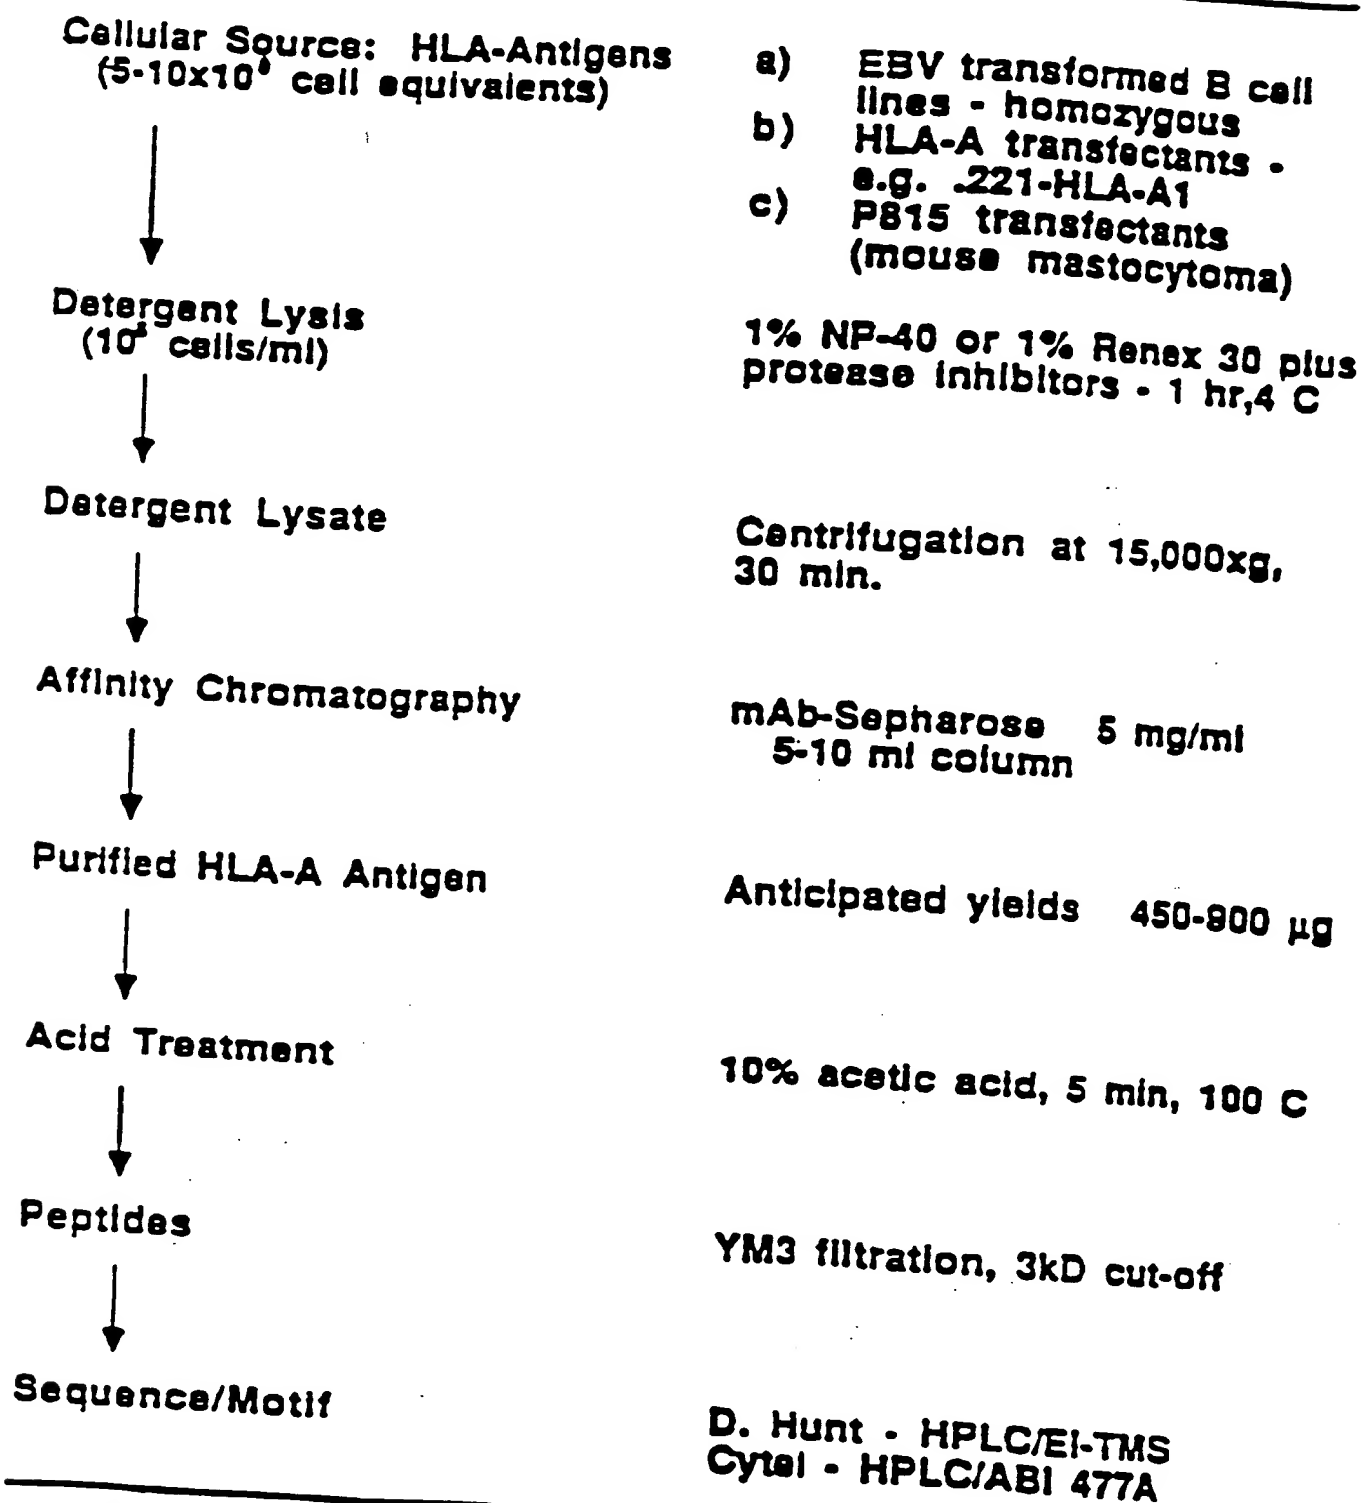 Cellular Source: HLA-Antigens
(5-10x10 cell equivalents)
a) EBV transformed B cell
lines - homozygous
b) HLA-A transfectants -
e.g. .221-HLA-A1
c) P815 transfectants
(mouse mastocytoma)
Detergent Lysis
(10 cells/ml)
1% NP-40 or 1% Renex 30 plus
protease inhibitors - 1 hr,4 C
Detergent Lysate
Centrifugation at 15,000xg,
30 min.
Affinity Chromatography
mAb-Sepharose 5 mg/ml
5-10 ml column
Purified HLA-A Antigen
Anticipated yields 450-900 µg
Acid Treatment
10% acetic acid, 5 min, 100 C
Peptides
YM3 filtration, 3kD cut-off
Sequence/Motif
D. Hunt - HPLC/EI-TMS
Cytel - HPLC/ABI 477A